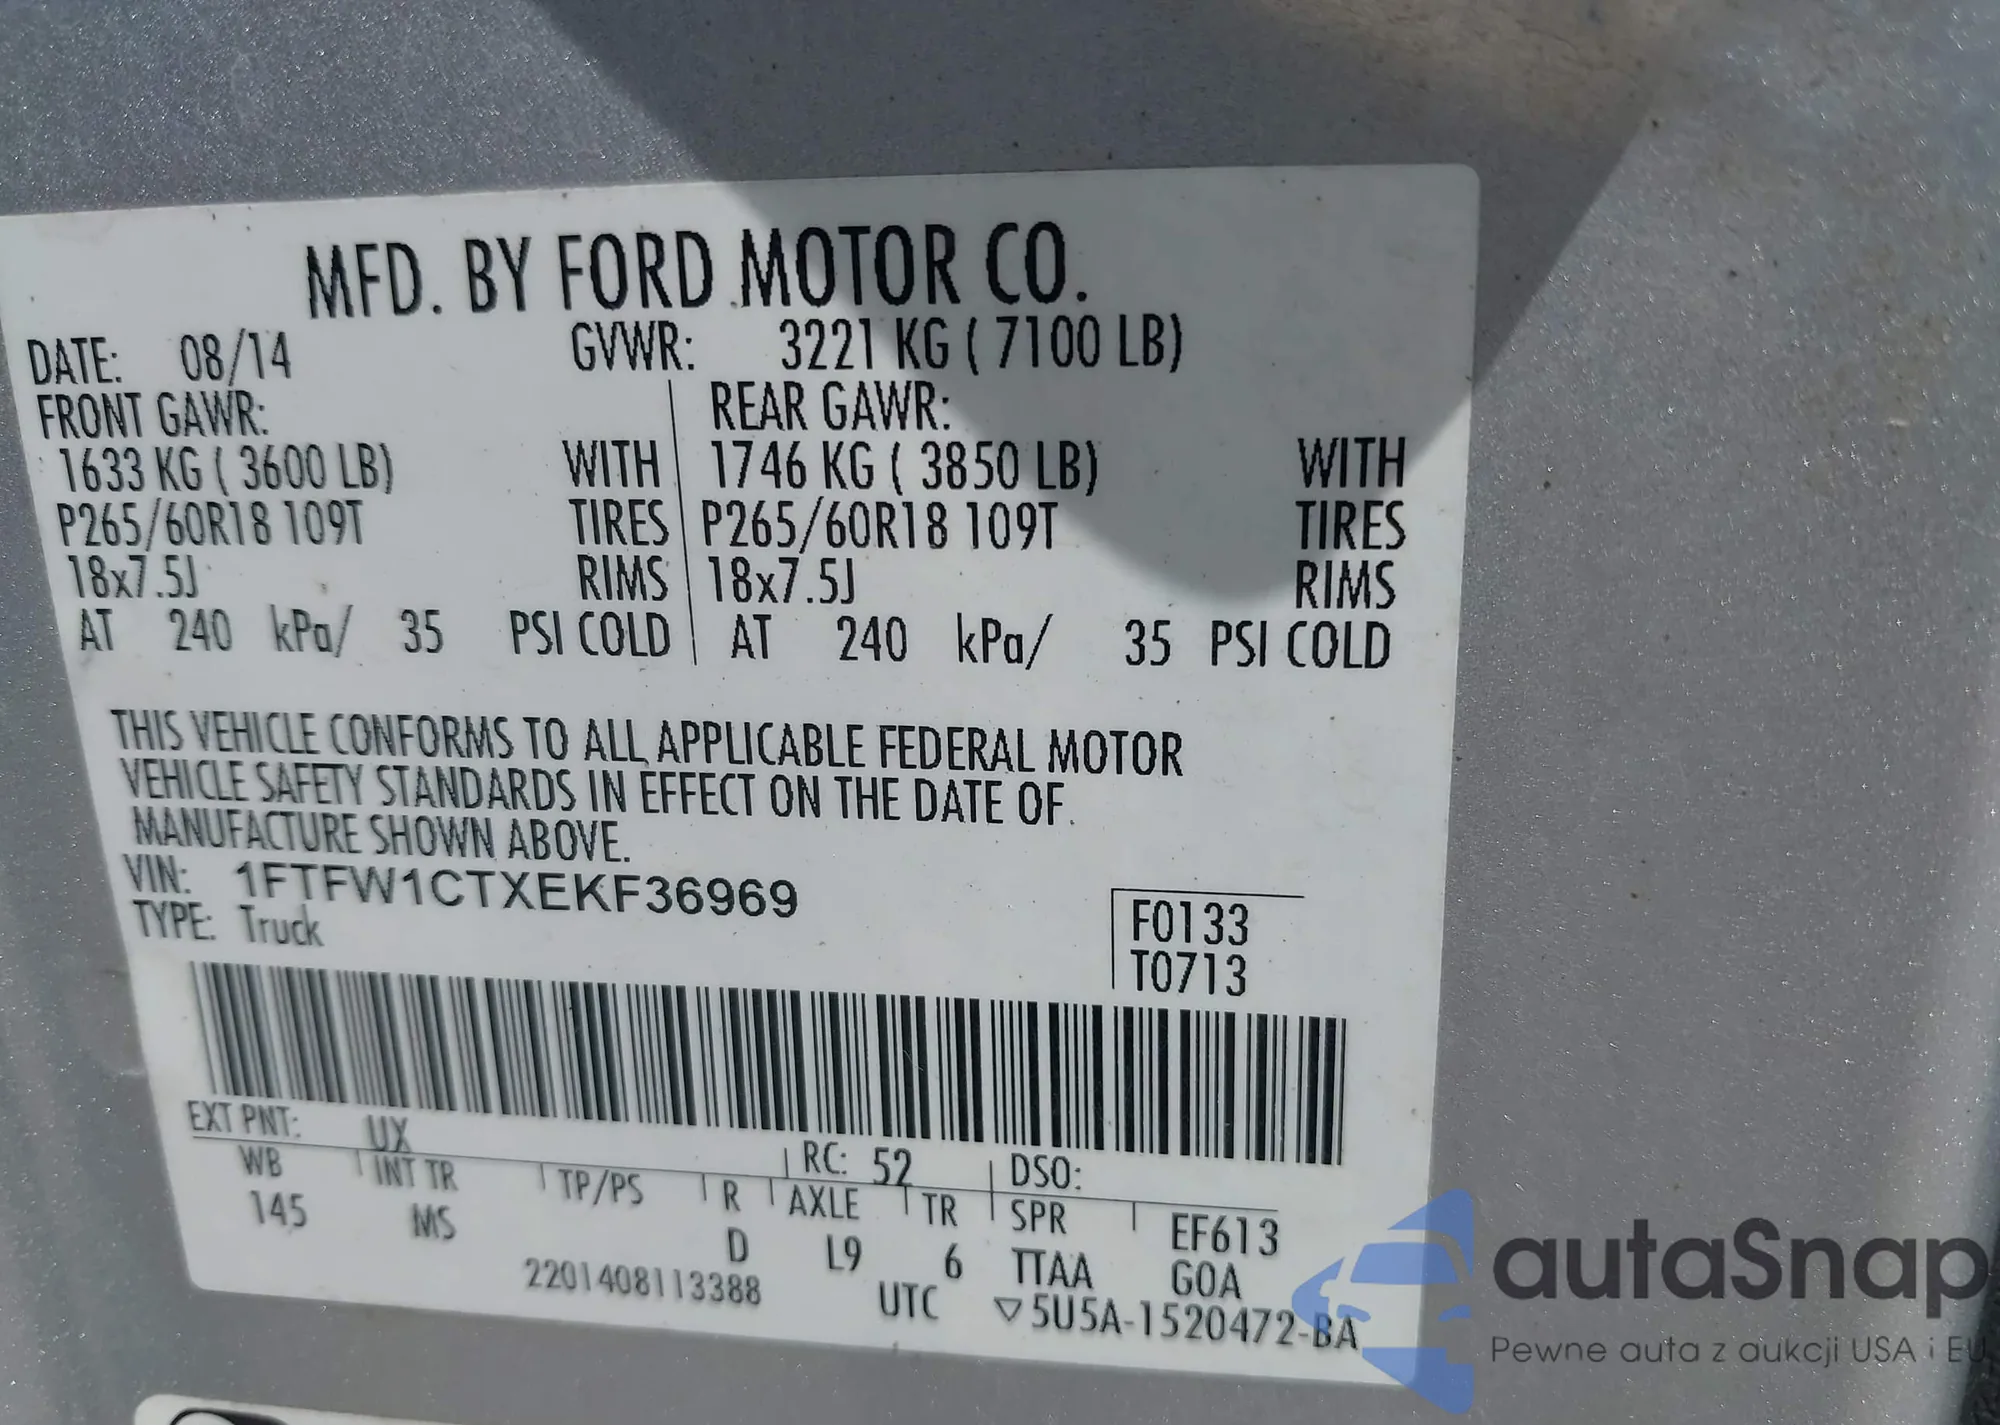 MFD. BY FORD MOTOR CO.
DATE: 08/14 GVWR: 3221 KG ( 7100 LB)
FRONT GAWR: REAR GAWR:
1633 KG ( 3600 LB) WITH 1746 KG ( 3850 LB) WITH
P265/60R18 109T TIRES P265/60R18 109T TIRES
18x7.5J RIMS 18x7.5J RIMS
AT 240 kPa/ 35 PSI COLD AT 240 kPa/ 35 PSI COLD
THIS VEHICLE CONFORMS TO ALL APPLICABLE FEDERAL MOTOR
VEHICLE SAFETY STANDARDS IN EFFECT ON THE DATE OF
MANUFACTURE SHOWN ABOVE.
VIN: 1FTFW1CTXEKF36969
TYPE: Truck
F0133
T0713
EXT PNT: UX RC: 52 DSO:
WB INT TR TP/PS R AXLE TR SPR EF613
145 MS D L9 6 TTAA GOA
2201408113388 UTC ▽5U5A-1520472-BA
autaSnap
Pewne auta z aukcji USA i EU